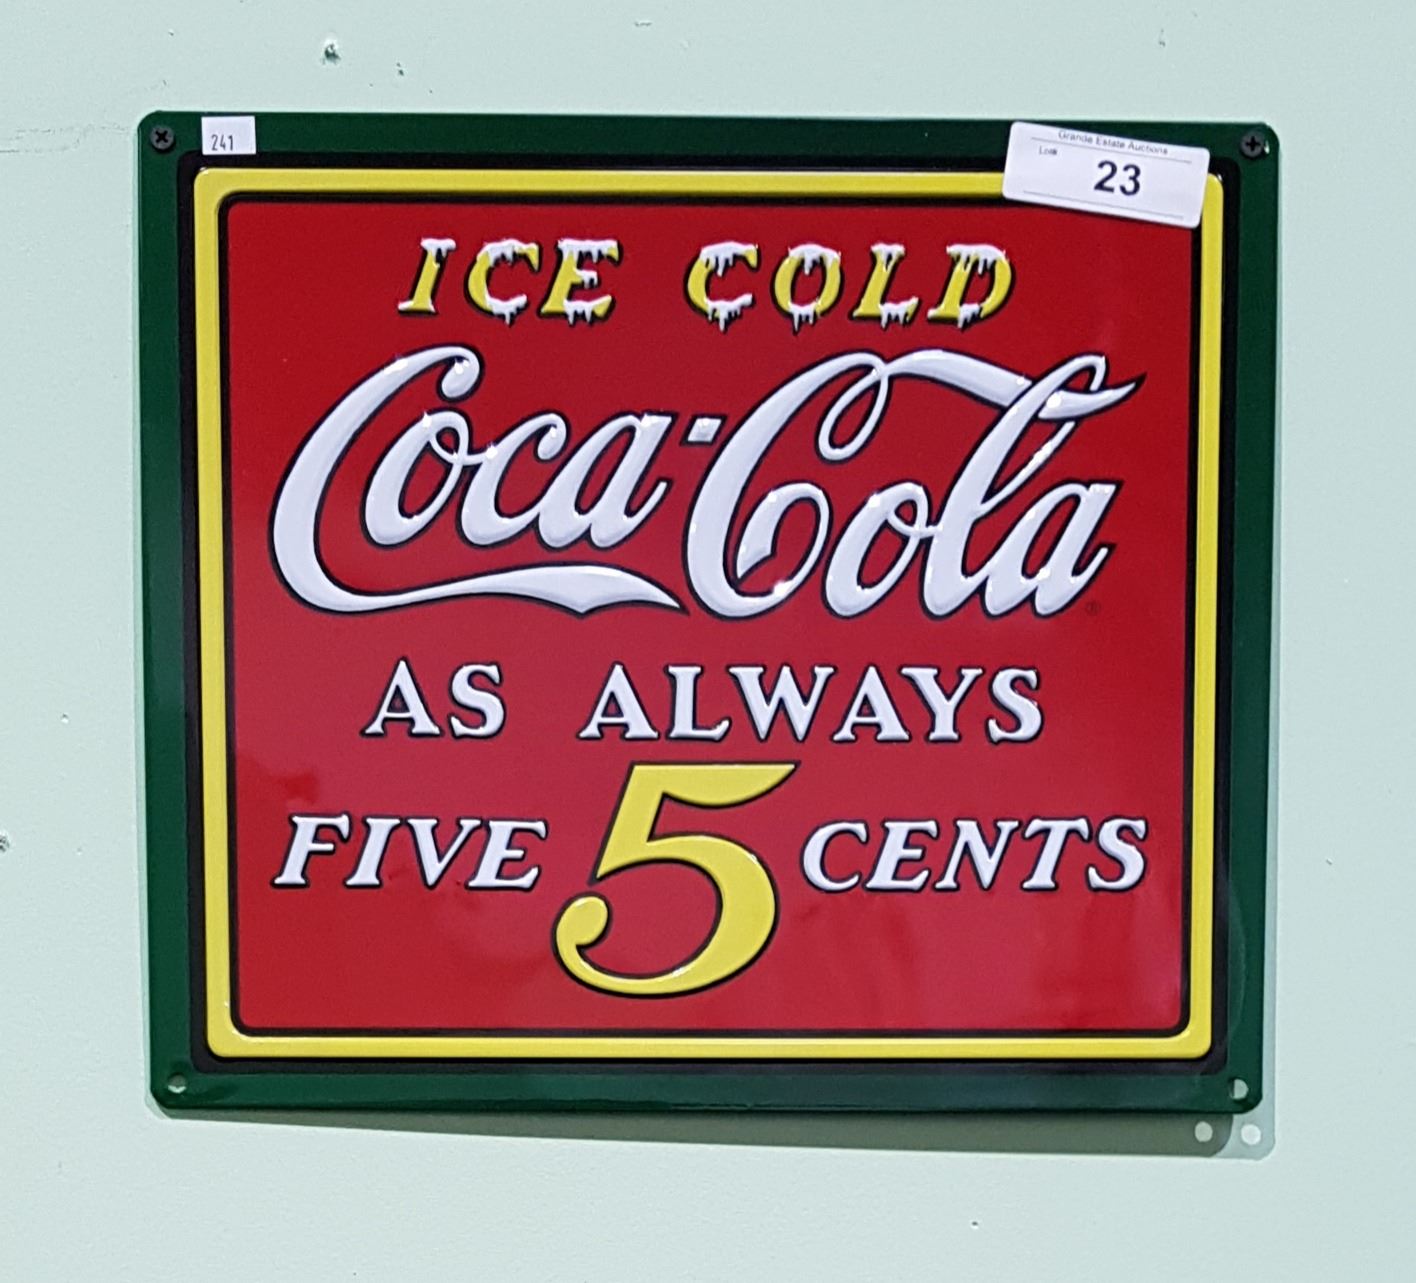 241
Grande Estate Auctions
Lot#
23
ICE COLD
Coca-Cola
®
AS ALWAYS
FIVE 5 CENTS